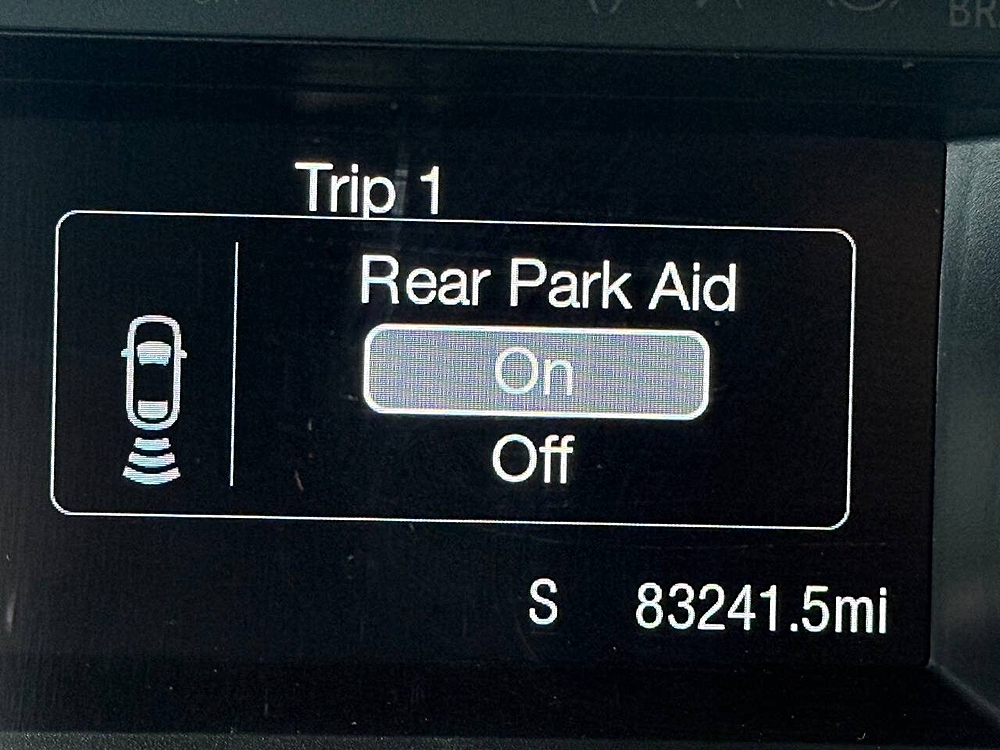 Trip 1
Rear Park Aid
On
Off
S 83241.5mi